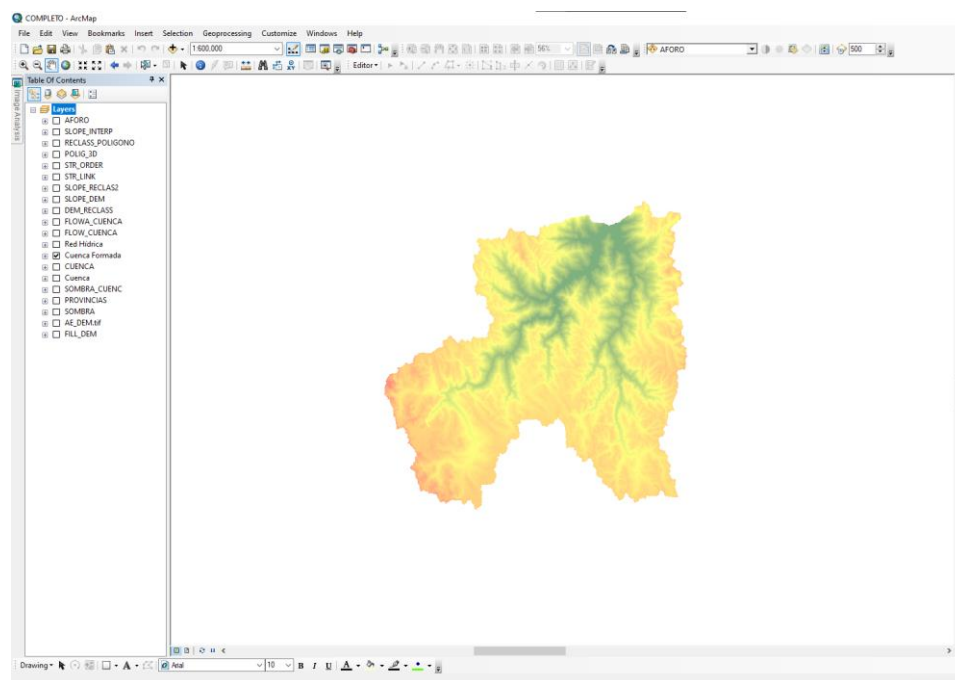 COMPLETO - ArcMap
File Edit View Bookmarks Insert Selection Geoprocessing Customize Windows Help
1:600.000 56% AFORO 500
Editor
Table Of Contents
Image Analysis
Layers
AFORO
SLOPE_INTERP
RECLASS_POLIGONO
POLIG_3D
STR_ORDER
STR_LINK
SLOPE_RECLAS2
SLOPE_DEM
DEM_RECLASS
FLOWA_CUENCA
FLOW_CUENCA
Red Hídrica
Cuenca Formada
CUENCA
Cuenca
SOMBRA_CUENC
PROVINCIAS
SOMBRA
AE_DEM.tif
FILL_DEM
Drawing A Arial 10 B I U A